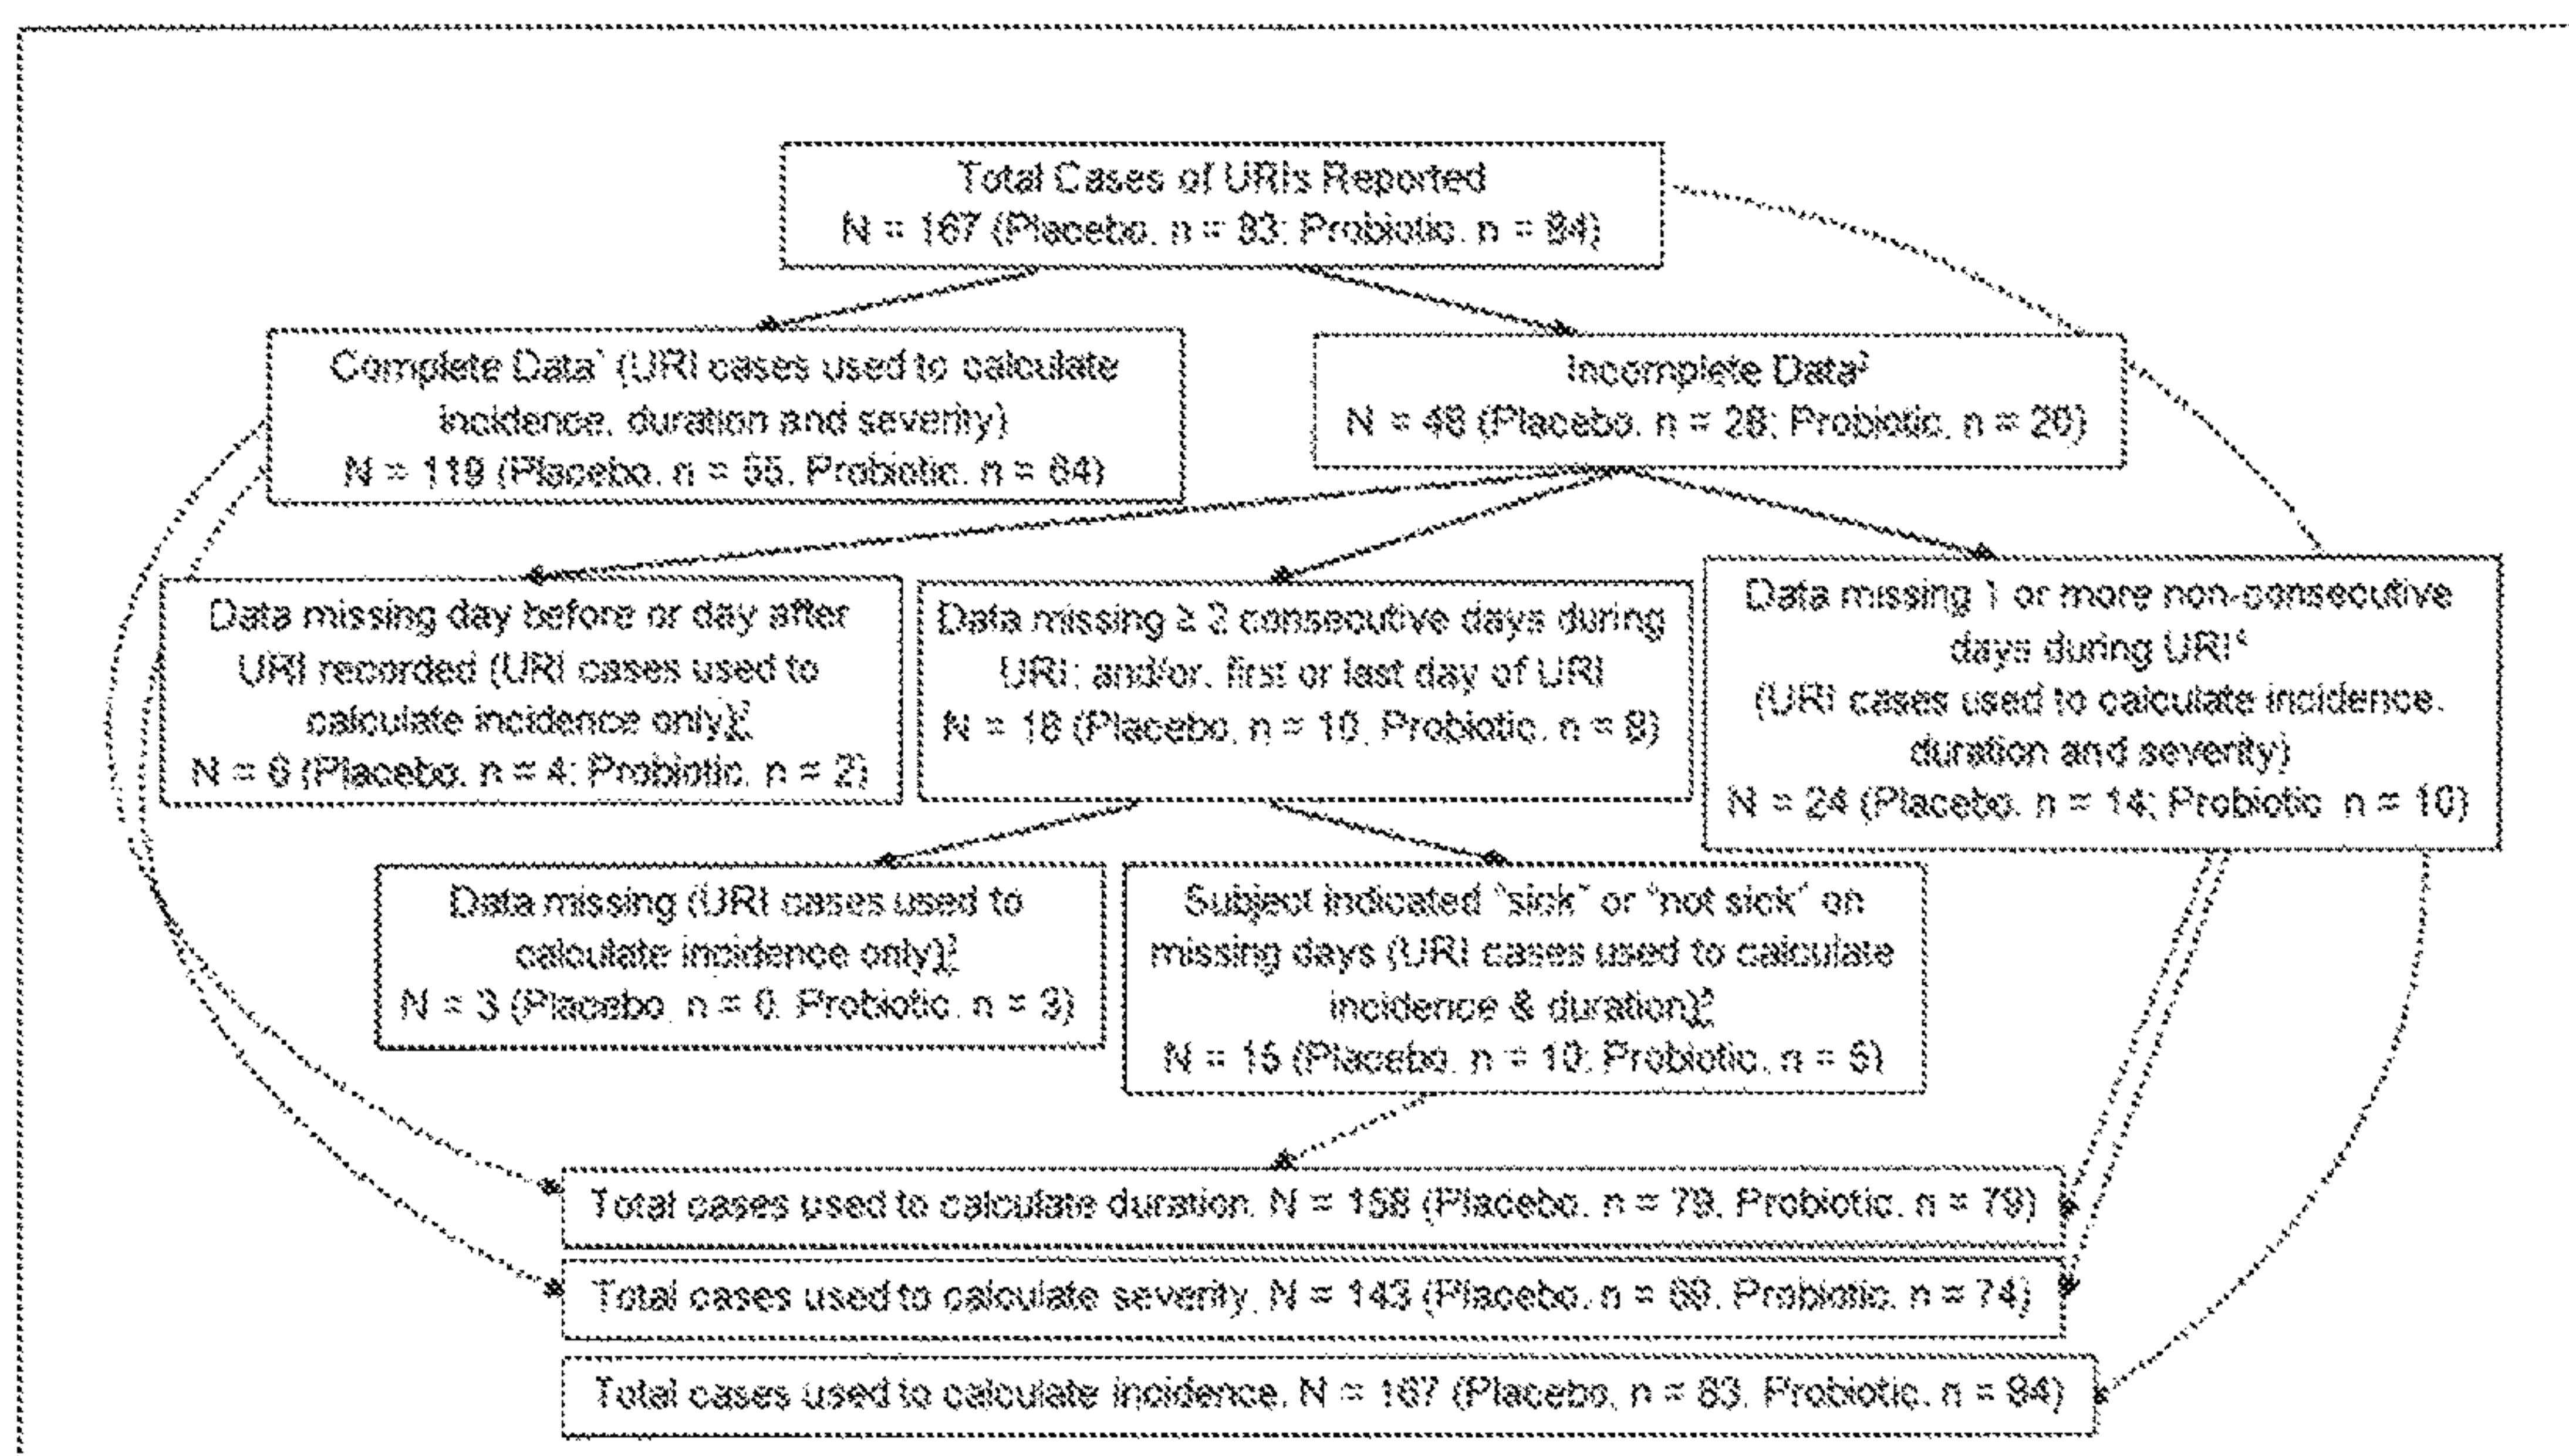 Total Cases of URIs Reported
N = 167 (Placebo, n = 83; Probiotic, n = 84)
Complete Data¹ (URI cases used to calculate
incidence, duration and severity)
N = 119 (Placebo, n = 55, Probiotic, n = 64)
Incomplete Data³
N = 48 (Placebo, n = 28; Probiotic, n = 20)
Data missing day before or day after
URI recorded (URI cases used to
calculate incidence only)
N = 6 (Placebo, n = 4; Probiotic, n = 2)
Data missing ≥ 2 consecutive days during
URI; and/or, first or last day of URI
N = 18 (Placebo, n = 10, Probiotic, n = 8)
Data missing 1 or more non-consecutive
days during URI⁴
(URI cases used to calculate incidence,
duration and severity)
N = 24 (Placebo, n = 14; Probiotic n = 10)
Data missing (URI cases used to
calculate incidence only)
N = 3 (Placebo, n = 0, Probiotic, n = 3)
Subject indicated "sick" or "not sick" on
missing days (URI cases used to calculate
incidence & duration)
N = 15 (Placebo, n = 10; Probiotic, n = 5)
Total cases used to calculate duration, N = 158 (Placebo, n = 79, Probiotic, n = 79)
Total cases used to calculate severity, N = 143 (Placebo, n = 69, Probiotic, n = 74)
Total cases used to calculate incidence, N = 167 (Placebo, n = 83, Probiotic, n = 84)